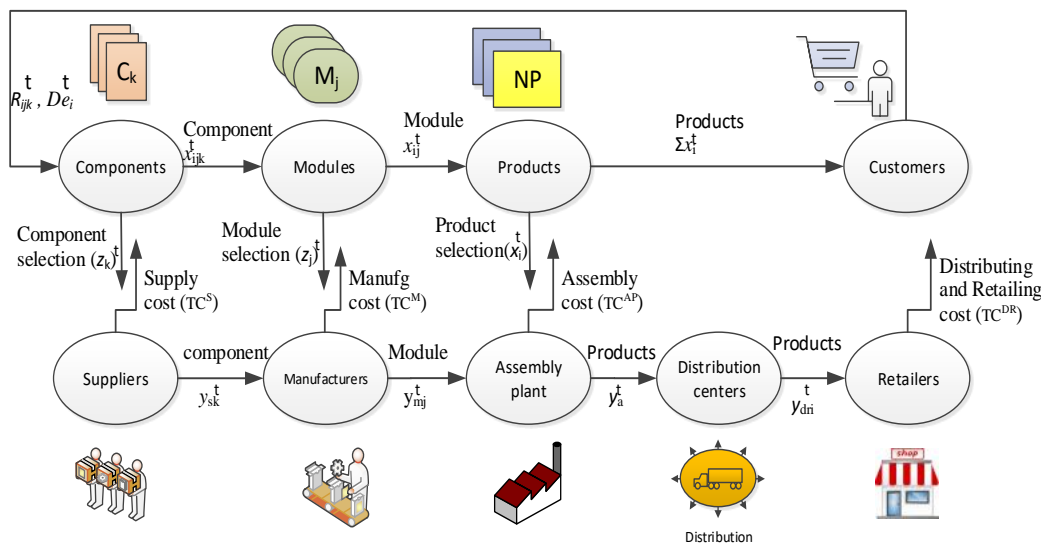 C_k
M_j
NP
R_ijk^t , De_i^t
Component
x_ijk^t
Module
x_ij^t
Products
Σx_i^t
Components
Modules
Products
Customers
Component
selection (z_k)^t
Supply
cost (TC^S)
Module
selection (z_j)^t
Manufg
cost (TC^M)
Product
selection(x_i)^t
Assembly
cost (TC^AP)
Distributing
and Retailing
cost (TC^DR)
Suppliers
component
y_sk^t
Manufacturers
Module
y_mj^t
Assembly
plant
Products
y_a^t
Distribution
centers
Products
y_dri^t
Retailers
shop
Distribution